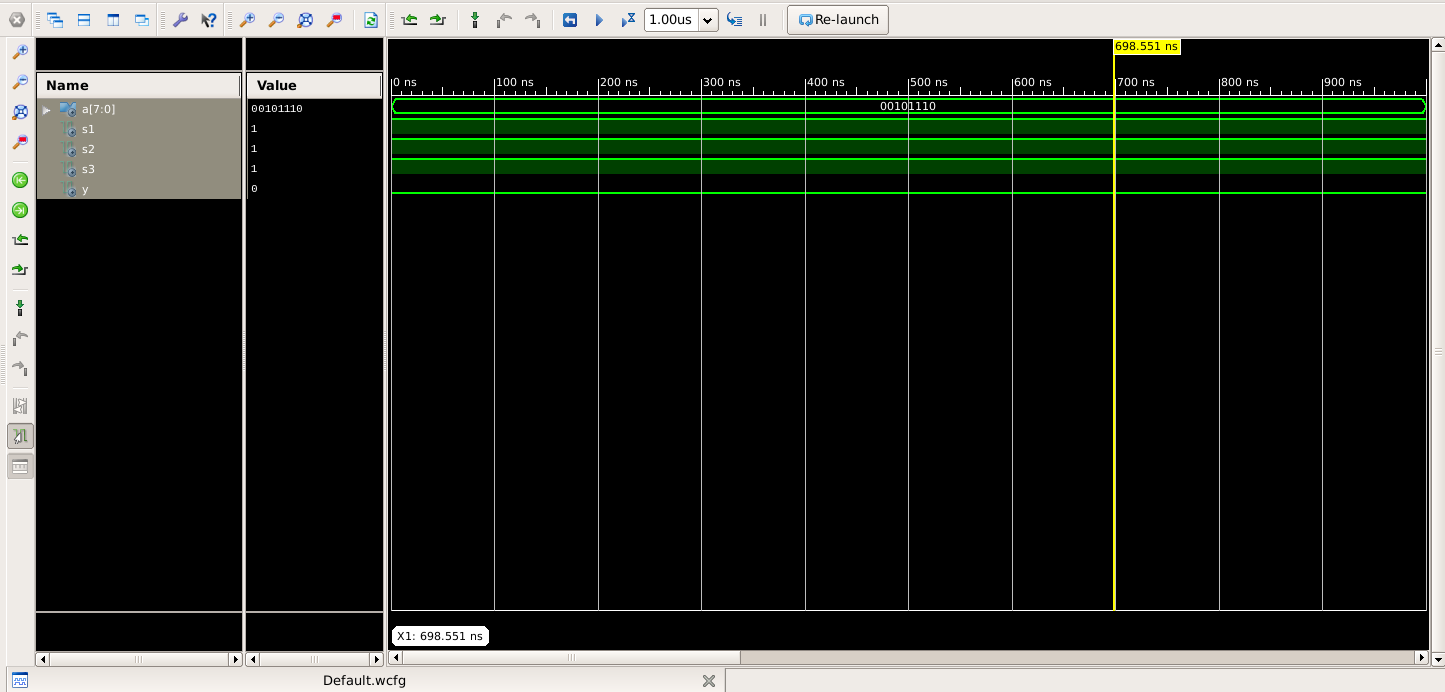 1.00us
Re-launch
698.551 ns
Name
Value
0 ns
100 ns
200 ns
300 ns
400 ns
500 ns
600 ns
700 ns
800 ns
900 ns
a[7:0]
00101110
00101110
s1
1
s2
1
s3
1
y
0
X1: 698.551 ns
Default.wcfg